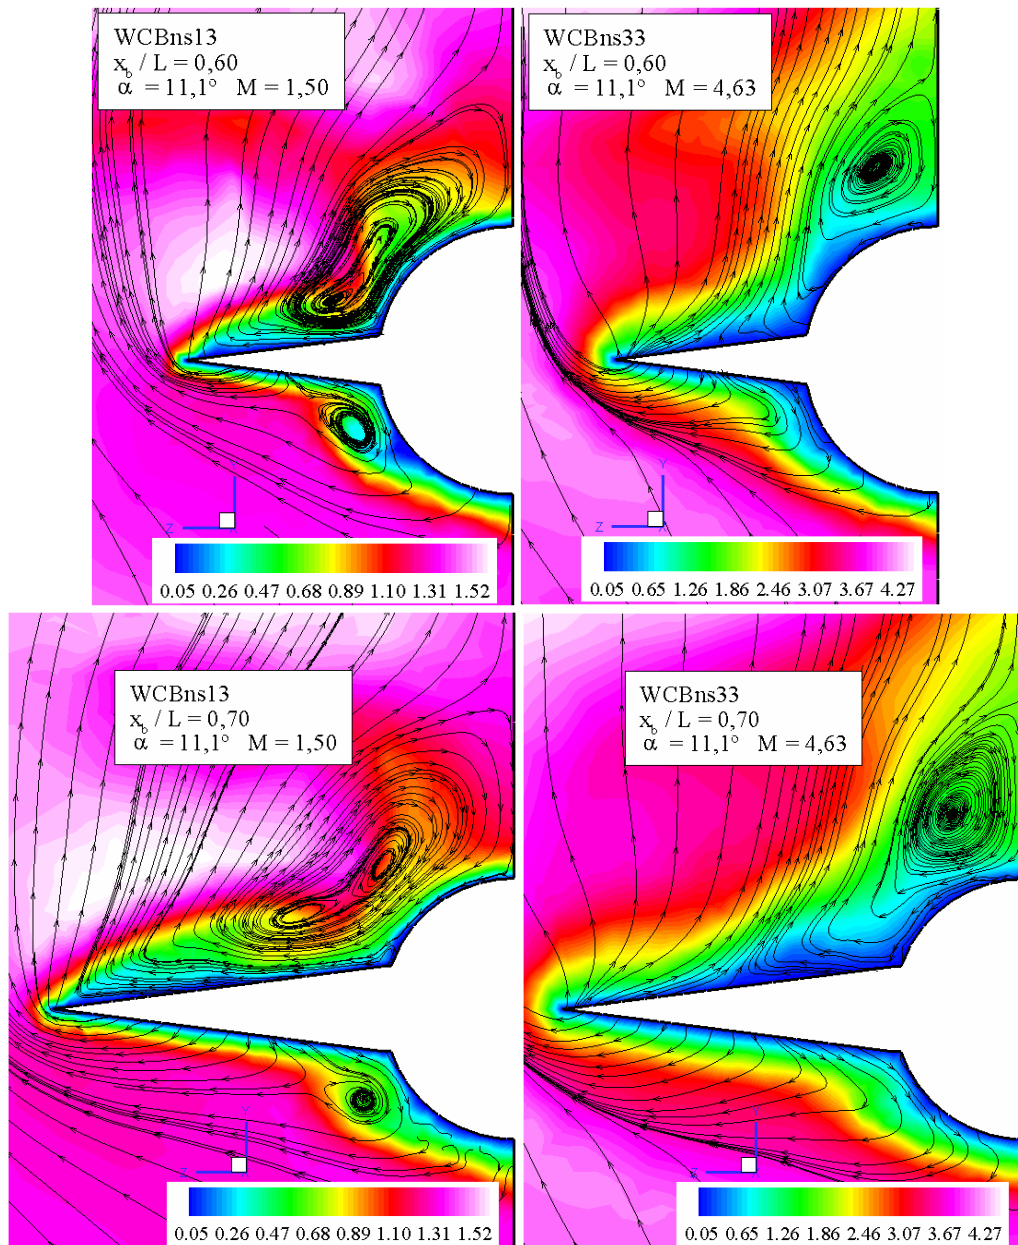 WCBns13
x_b / L = 0,60
α = 11,1° M = 1,50
WCBns33
x_b / L = 0,60
α = 11,1° M = 4,63
Y
Z
0.05 0.26 0.47 0.68 0.89 1.10 1.31 1.52
Y
Z X
0.05 0.65 1.26 1.86 2.46 3.07 3.67 4.27
WCBns13
x_b / L = 0,70
α = 11,1° M = 1,50
WCBns33
x_b / L = 0,70
α = 11,1° M = 4,63
Y
Z
0.05 0.26 0.47 0.68 0.89 1.10 1.31 1.52
Y
Z
0.05 0.65 1.26 1.86 2.46 3.07 3.67 4.27